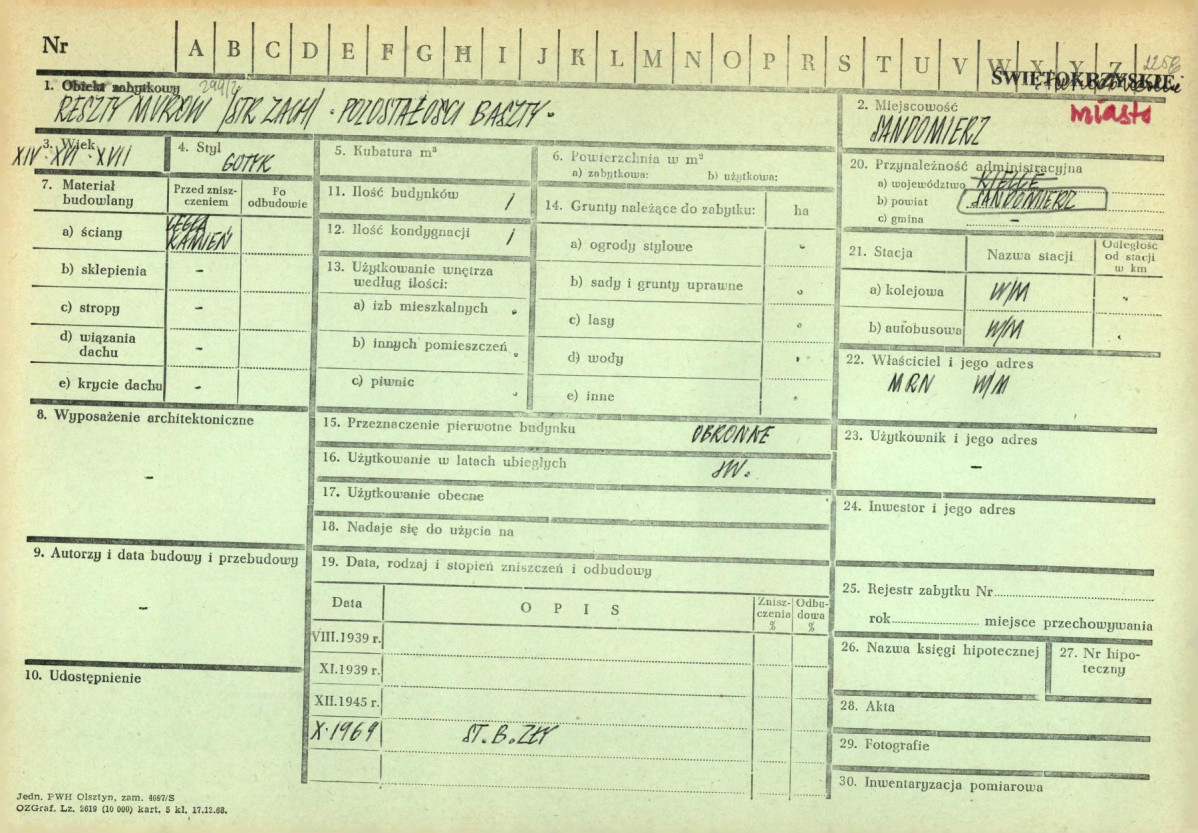 Nr A B C D E F G H I J K L M N O P R S T U V W X Y Z
ŚWIĘTOKRZYSKIE
1. Obiekt zabytkowy
RESZTY MURÓW /STR ZACH/ - POZOSTAŁOŚCI BASZTY -
2. Miejscowość
miasto
SANDOMIERZ
3. Wiek
XIV - XVI - XVII
4. Styl
GOTYK
5. Kubatura m³
6. Powierzchnia w m²
a) zabytkowa: b) użytkowa:
7. Materiał budowlany
Przed zniszczeniem
Po odbudowie
a) ściany
CEGŁA
KAMIEŃ
b) sklepienia -
c) stropy -
d) wiązania dachu -
e) krycie dachu -
8. Wyposażenie architektoniczne
-
9. Autorzy i data budowy i przebudowy
-
10. Udostępnienie
11. Ilość budynków 1
12. Ilość kondygnacji 1
13. Użytkowanie wnętrza
według ilości:
a) izb mieszkalnych
b) innych pomieszczeń
c) piwnic
14. Grunty należące do zabytku: ha
a) ogrody stylowe
b) sady i grunty uprawne
c) lasy
d) wody
e) inne
15. Przeznaczenie pierwotne budynku OBRONNE
16. Użytkowanie w latach ubiegłych JW.
17. Użytkowanie obecne
18. Nadaje się do użycia na
19. Data, rodzaj i stopień zniszczeń i odbudowy
Data O P I S Zniszczenia % Odbudowa %
VIII.1939 r.
XI.1939 r.
XII.1945 r.
X.1969 ST. B. ZŁY
20. Przynależność administracyjna
a) województwo KIELCE
b) powiat SANDOMIERZ
c) gmina -
21. Stacja Nazwa stacji Odległość od stacji w km
a) kolejowa W/M
b) autobusowa W/M
22. Właściciel i jego adres
MRN W/M
23. Użytkownik i jego adres
-
24. Inwestor i jego adres
25. Rejestr zabytku Nr
rok miejsce przechowywania
26. Nazwa księgi hipotecznej
27. Nr hipoteczny
28. Akta
29. Fotografie
30. Inwentaryzacja pomiarowa
Jedn. PWH Olsztyn, zam. 4667/S
OZGraf. Lz. 2619 (10 000) kart. 5 kl. 17.12.68.